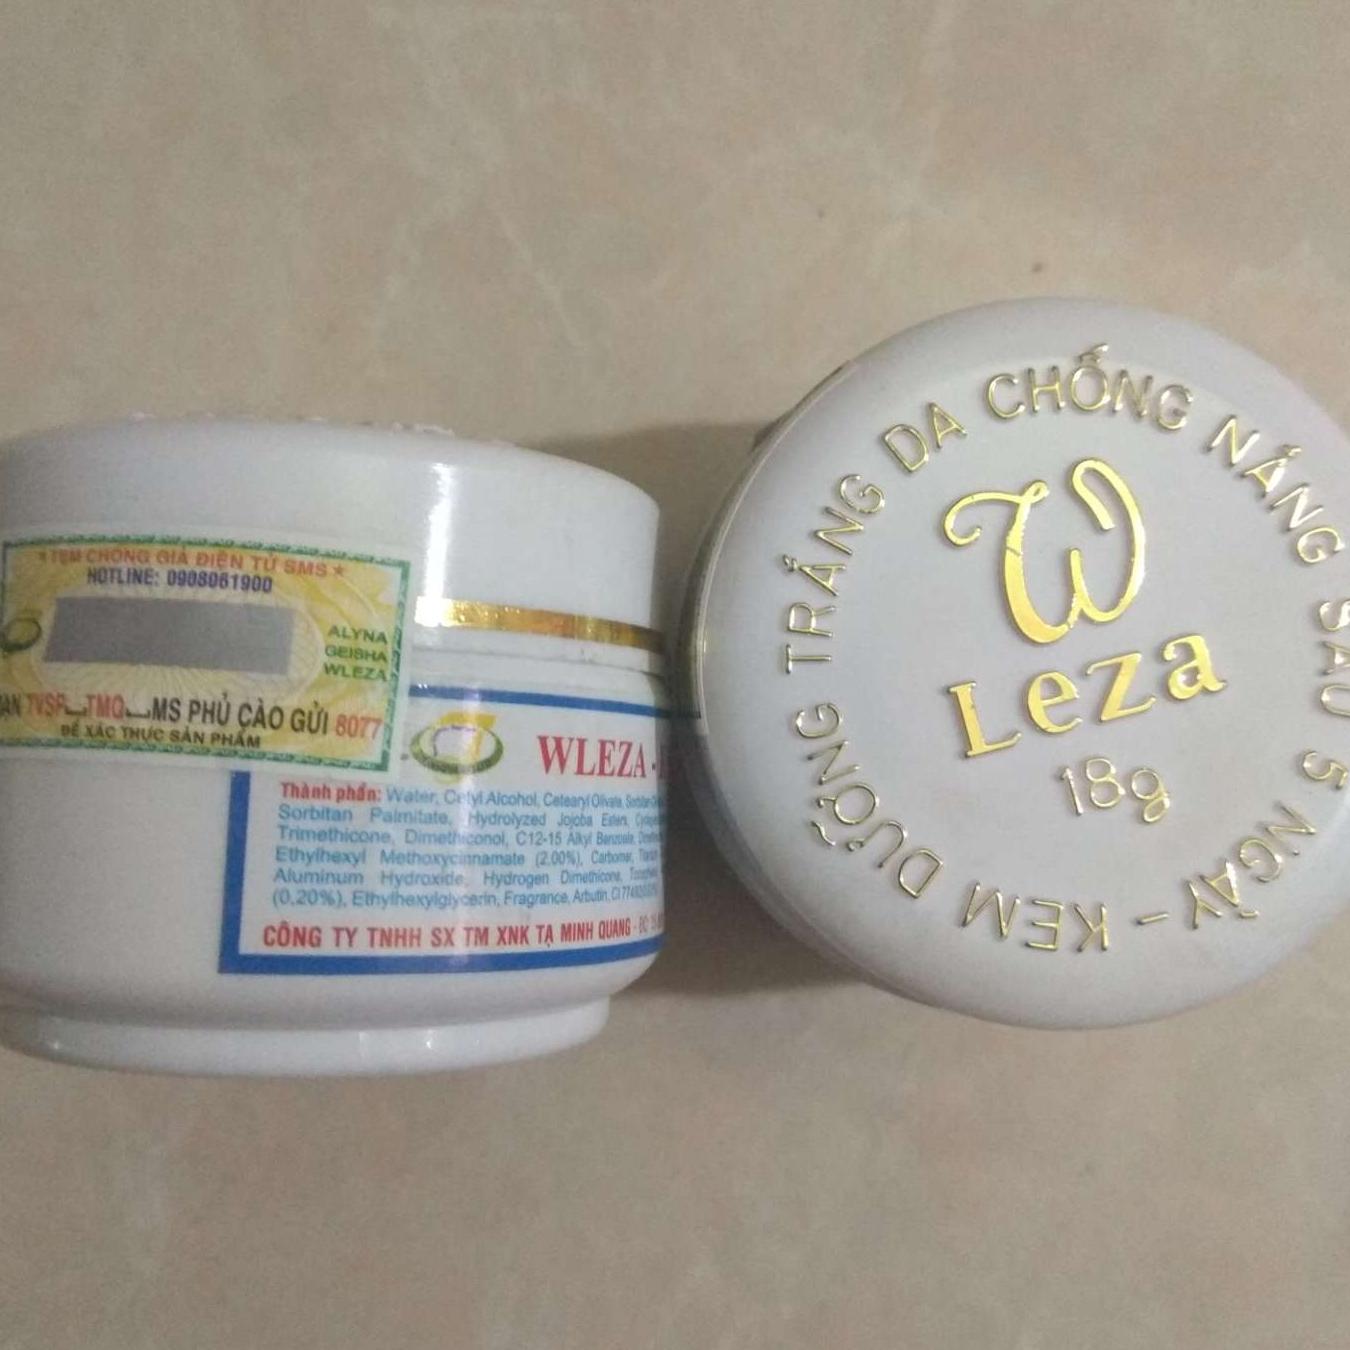 ★ TEM CHỐNG GIẢ ĐIỆN TỬ SMS ★
HOTLINE: 0908061900
ALYNA
GEISHA
WLEZA
TVSP TMQ MS PHỦ CÀO GỬI 8077
ĐỂ XÁC THỰC SẢN PHẨM
WLEZA -
Thành phần: Water, Cetyl Alcohol, Cetearyl Olivate,
Sorbitan Palmitate, Hydrolyzed Jojoba Esters,
Trimethicone, Dimethiconol, C12-15 Alkyl Benzoate,
Ethylhexyl Methoxycinnamate (2.00%), Carbomer,
Aluminum Hydroxide, Hydrogen Dimethicone,
(0,20%), Ethylhexylglycerin, Fragrance, Arbutin,
CÔNG TY TNHH SX TM XNK TẠ MINH QUANG
KEM DƯỠNG TRẮNG DA CHỐNG NẮNG SAU 5 NGÀY -
W
Leza
18g